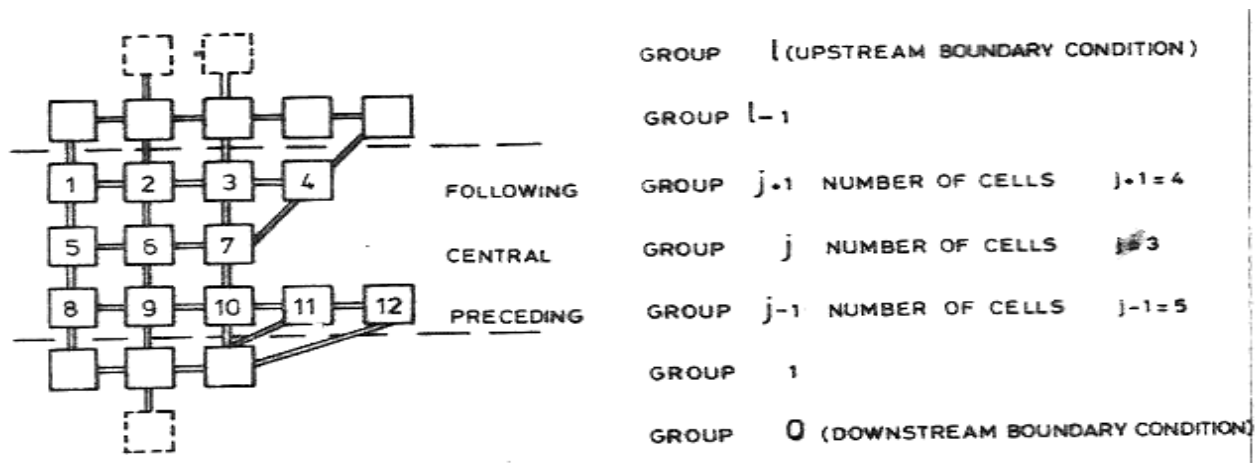 GROUP l (UPSTREAM BOUNDARY CONDITION)
GROUP l-1
1 2 3 4 FOLLOWING GROUP j+1 NUMBER OF CELLS j+1=4
5 6 7 CENTRAL GROUP j NUMBER OF CELLS j=3
8 9 10 11 12 PRECEDING GROUP j-1 NUMBER OF CELLS j-1=5
GROUP 1
GROUP 0 (DOWNSTREAM BOUNDARY CONDITION)